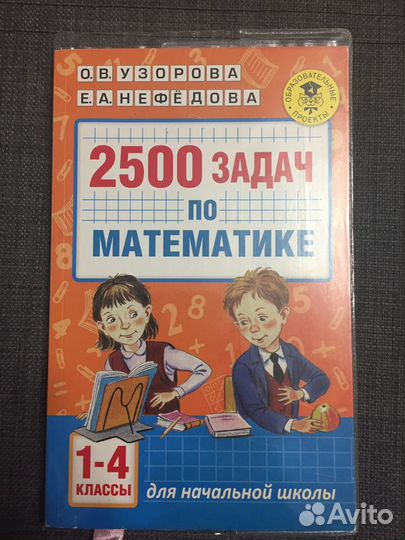 О.В.УЗОРОВА
Е.А.НЕФЁДОВА
ОБРАЗОВАТЕЛЬНЫЕ
ПРОЕКТЫ
2500 ЗАДАЧ
ПО
МАТЕМАТИКЕ
1-4
КЛАССЫ
для начальной школы
Avito